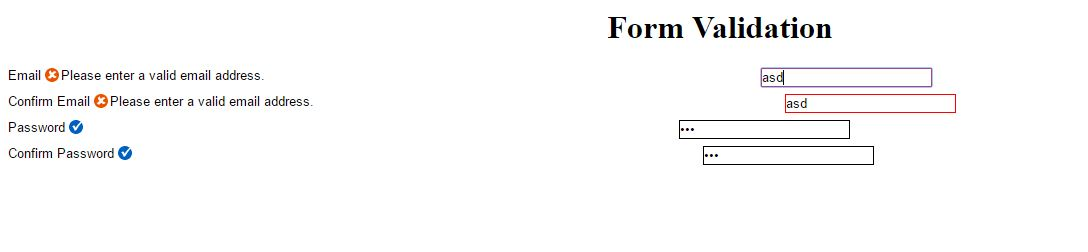 Form Validation
Email Please enter a valid email address. asd
Confirm Email Please enter a valid email address. asd
Password •••
Confirm Password •••